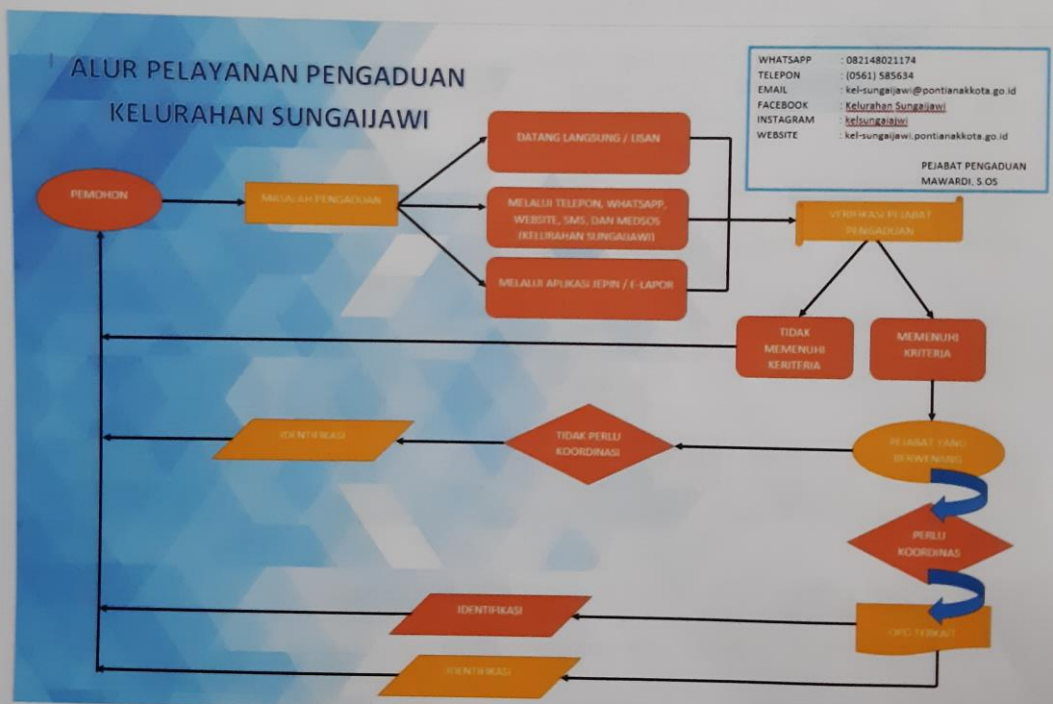 ALUR PELAYANAN PENGADUAN
KELURAHAN SUNGAIJAWI
WHATSAPP : 082148021174
TELEPON : (0561) 585634
EMAIL : kel-sungaijawi@pontianakkota.go.id
FACEBOOK : Kelurahan Sungaijawi
INSTAGRAM : kelsungaiajwi
WEBSITE : kel-sungaijawi.pontianakkota.go.id
PEJABAT PENGADUAN
MAWARDI, S.OS
PEMOHON
MASALAH PENGADUAN
DATANG LANGSUNG / LISAN
MELALUI TELEPON, WHATSAPP,
WEBSITE, SMS, DAN MEDSOS
(KELURAHAN SUNGAIJAWI)
MELALUI APLIKASI JEPIN / E-LAPOR
VERIFIKASI PEJABAT
PENGADUAN
TIDAK
MEMENUHI
KERITERIA
MEMENUHI
KRITERIA
IDENTIFIKASI
TIDAK PERLU
KOORDINASI
PEJABAT YANG
BERWENANG
PERLU
KOORDINAS
IDENTIFIKASI
OPD TERKAIT
IDENTIFIKASI